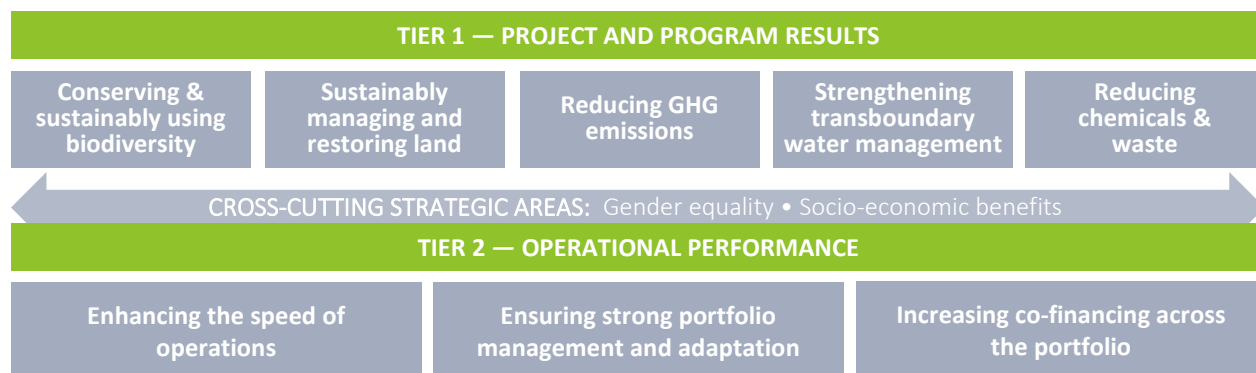 TIER 1 — PROJECT AND PROGRAM RESULTS
Conserving &
sustainably using
biodiversity
Sustainably
managing and
restoring land
Reducing GHG
emissions
Strengthening
transboundary
water management
Reducing
chemicals &
waste
CROSS-CUTTING STRATEGIC AREAS: Gender equality • Socio-economic benefits
TIER 2 — OPERATIONAL PERFORMANCE
Enhancing the speed of
operations
Ensuring strong portfolio
management and adaptation
Increasing co-financing across
the portfolio